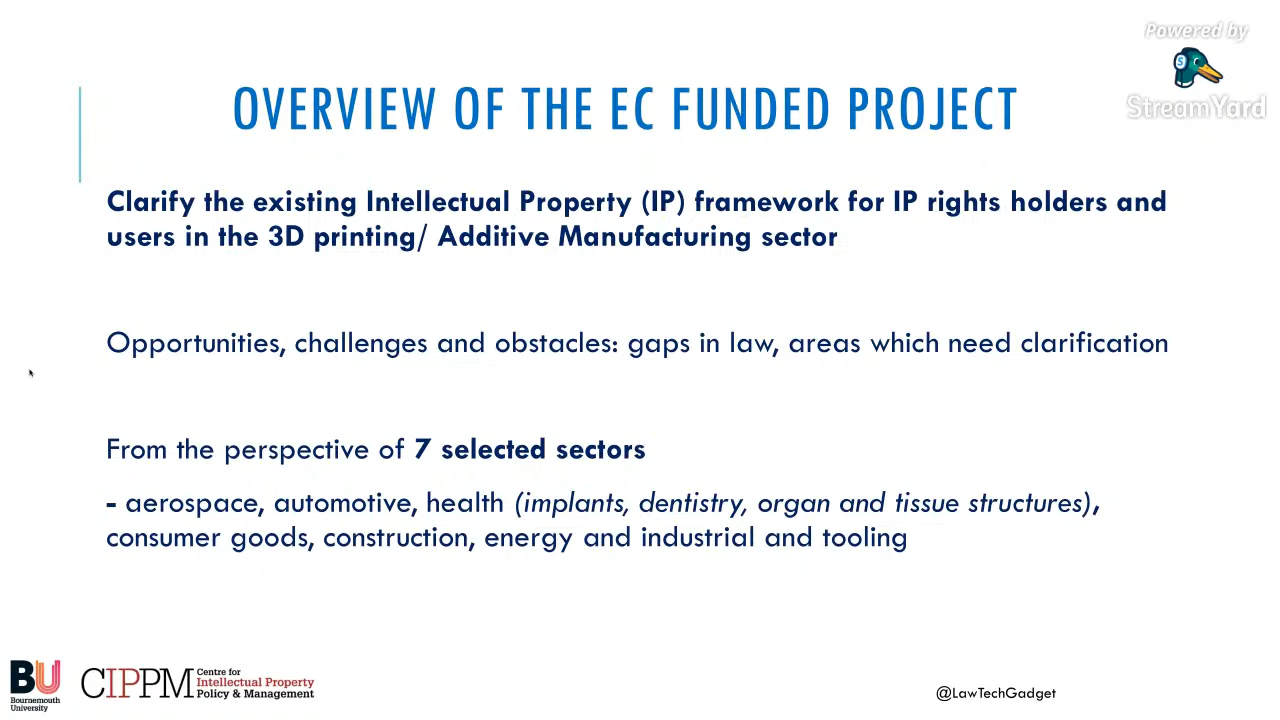 Powered by
StreamYard
OVERVIEW OF THE EC FUNDED PROJECT
Clarify the existing Intellectual Property (IP) framework for IP rights holders and
users in the 3D printing/ Additive Manufacturing sector
Opportunities, challenges and obstacles: gaps in law, areas which need clarification
From the perspective of 7 selected sectors
- aerospace, automotive, health (implants, dentistry, organ and tissue structures),
consumer goods, construction, energy and industrial and tooling
BU
Bournemouth
University
CIPPM
Centre for
Intellectual Property
Policy & Management
@LawTechGadget